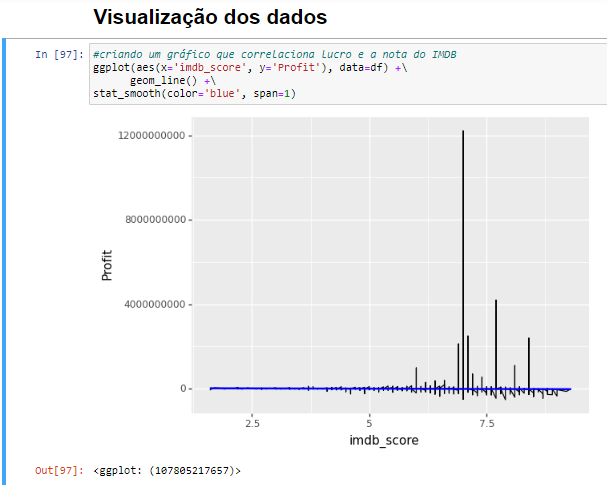 Visualização dos dados
In [97]: #criando um gráfico que correlaciona lucro e a nota do IMDB
ggplot(aes(x='imdb_score', y='Profit'), data=df) +\
geom_line() +\
stat_smooth(color='blue', span=1)
12000000000
8000000000
Profit
4000000000
0
2.5 5 7.5
imdb_score
Out[97]: <ggplot: (107805217657)>